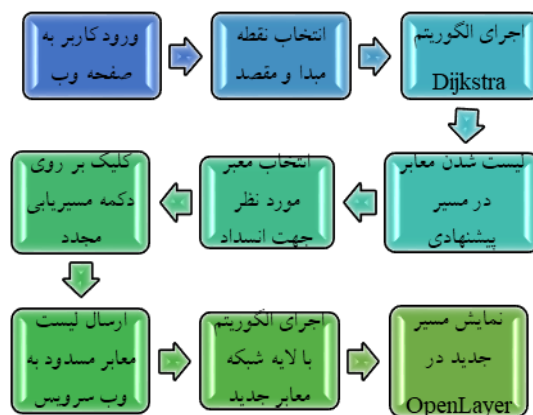 ورود کاربر به
صفحه وب
انتخاب نقطه
مبدا و مقصد
اجرای الگوریتم
Dijkstra
لیست شدن معابر
در مسیر
پیشنهادی
انتخاب معبر
مورد نظر
جهت انسداد
کلیک بر روی
دکمه مسیریابی
مجدد
ارسال لیست
معابر مسدود به
وب سرویس
اجرای الگوریتم
با لایه شبکه
معابر جدید
نمایش مسیر
جدید در
OpenLayer